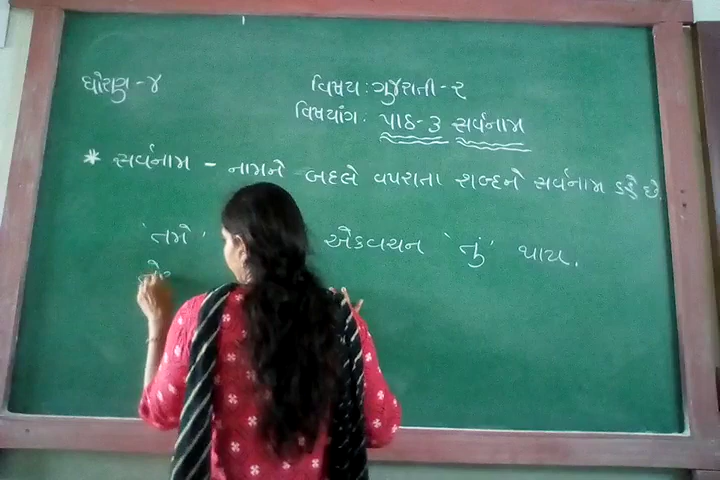 ધોરણ - ૪
વિષય : ગુજરાતી - ૨
વિષયાંગ : પાઠ - ૩ સર્વનામ
* સર્વનામ - નામને બદલે વપરાતા શબ્દને સર્વનામ કહે છે.
'તમે' એકવચન 'તું' થાય.